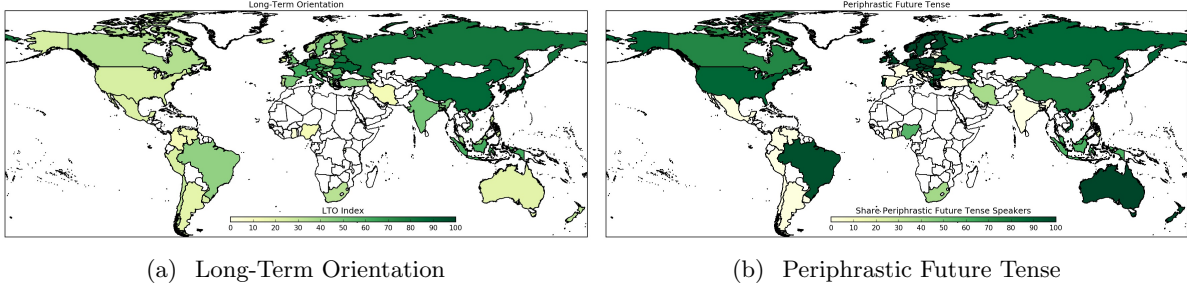 Long-Term Orientation
LTO Index
0 10 20 30 40 50 60 70 80 90 100
(a) Long-Term Orientation
Periphrastic Future Tense
Share Periphrastic Future Tense Speakers
0 10 20 30 40 50 60 70 80 90 100
(b) Periphrastic Future Tense